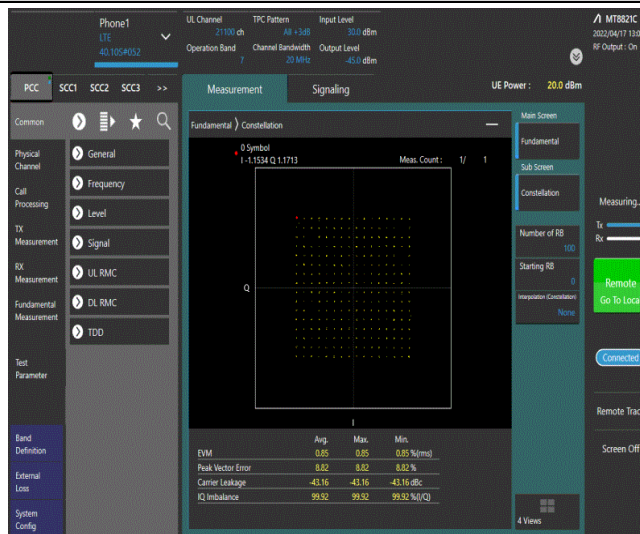 Phone1
LTE
40.105#052
UL Channel TPC Pattern Input Level
21100 ch All +3dB 30.0 dBm
Operation Band Channel Bandwidth Output Level
7 20 MHz -45.0 dBm
MT8821C
2022/04/17 13:0
RF Output : On
PCC SCC1 SCC2 SCC3 >>
Measurement Signaling
UE Power : 20.0 dBm
Common
Physical
Channel
Call
Processing
TX
Measurement
RX
Measurement
Fundamental
Measurement
Test
Parameter
Band
Definition
External
Loss
System
Config
General
Frequency
Level
Signal
UL RMC
DL RMC
TDD
Fundamental Constellation
0 Symbol
I -1.1534 Q 1.1713 Meas. Count : 1/ 1
Q
I
Avg. Max. Min.
EVM 0.85 0.85 0.85 %(rms)
Peak Vector Error 8.82 8.82 8.82 %
Carrier Leakage -43.16 -43.16 -43.16 dBc
IQ Imbalance 99.92 99.92 99.92 %(I/Q)
Main Screen
Fundamental
Sub Screen
Constellation
Number of RB
100
Starting RB
0
Interpolation (Constellation)
None
4 Views
Measuring..
Tx
Rx
Remote
Go To Loca
Connected
Remote Trac
Screen Off